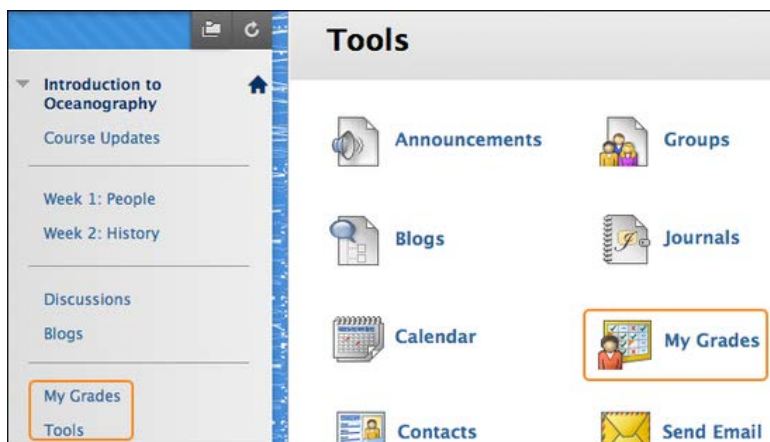 Introduction to
Oceanography
Course Updates
Week 1: People
Week 2: History
Discussions
Blogs
My Grades
Tools
Tools
Announcements
Groups
Blogs
Journals
Calendar
My Grades
Contacts
Send Email